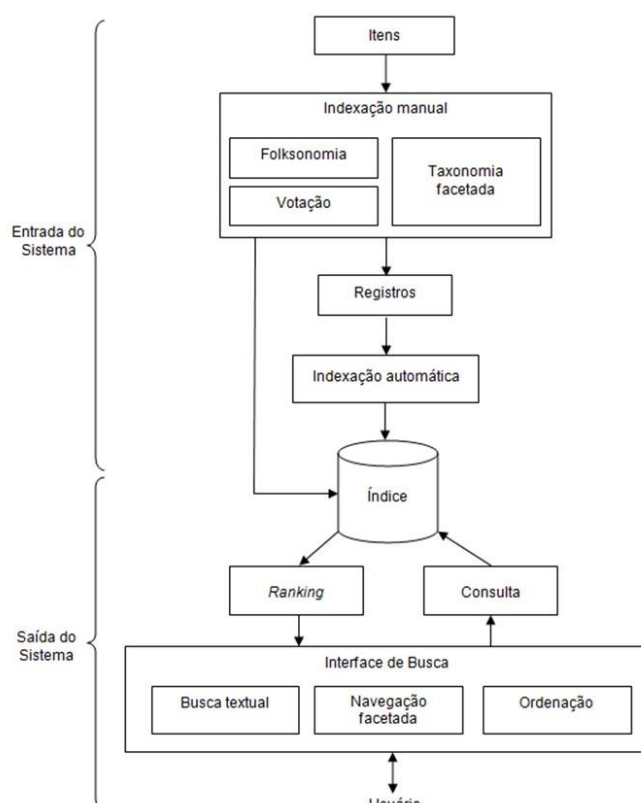 Itens
Indexação manual
Folksonomia
Taxonomia
facetada
Votação
Entrada do
Sistema
Registros
Indexação automática
Índice
Ranking
Consulta
Saída do
Sistema
Interface de Busca
Busca textual
Navegação
facetada
Ordenação
Usuário